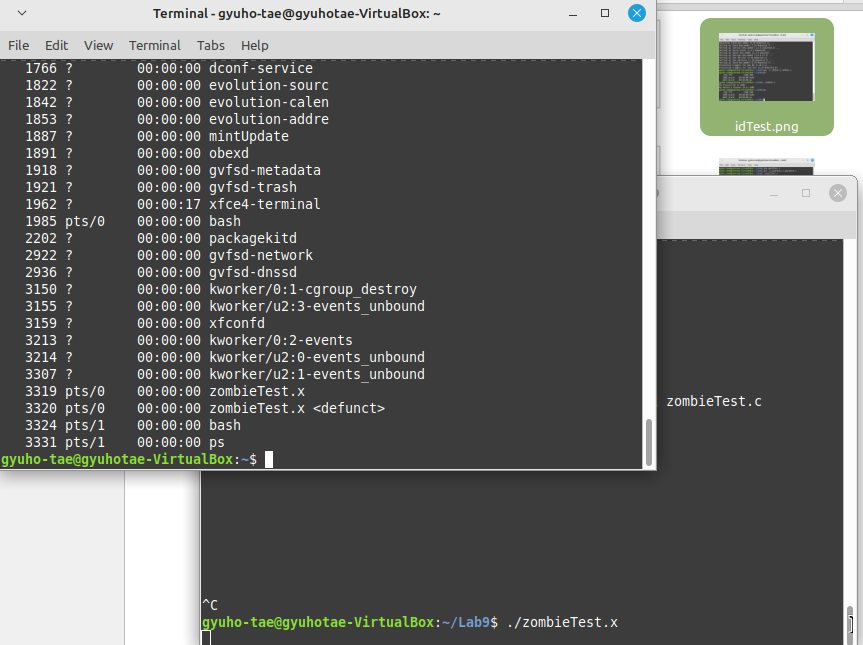 Terminal - gyuho-tae@gyuhotae-VirtualBox: ~
File Edit View Terminal Tabs Help
1766 ? 00:00:00 dconf-service
1822 ? 00:00:00 evolution-sourc
1842 ? 00:00:00 evolution-calen
1853 ? 00:00:00 evolution-addre
1887 ? 00:00:00 mintUpdate
1891 ? 00:00:00 obexd
1918 ? 00:00:00 gvfsd-metadata
1921 ? 00:00:00 gvfsd-trash
1962 ? 00:00:17 xfce4-terminal
1985 pts/0 00:00:00 bash
2202 ? 00:00:00 packagekitd
2922 ? 00:00:00 gvfsd-network
2936 ? 00:00:00 gvfsd-dnssd
3150 ? 00:00:00 kworker/0:1-cgroup_destroy
3155 ? 00:00:00 kworker/u2:3-events_unbound
3159 ? 00:00:00 xfconfd
3213 ? 00:00:00 kworker/0:2-events
3214 ? 00:00:00 kworker/u2:0-events_unbound
3307 ? 00:00:00 kworker/u2:1-events_unbound
3319 pts/0 00:00:00 zombieTest.x
3320 pts/0 00:00:00 zombieTest.x <defunct>
3324 pts/1 00:00:00 bash
3331 pts/1 00:00:00 ps
gyuho-tae@gyuhotae-VirtualBox:~$
idTest.png
zombieTest.c
^C
gyuho-tae@gyuhotae-VirtualBox:~/Lab9$ ./zombieTest.x